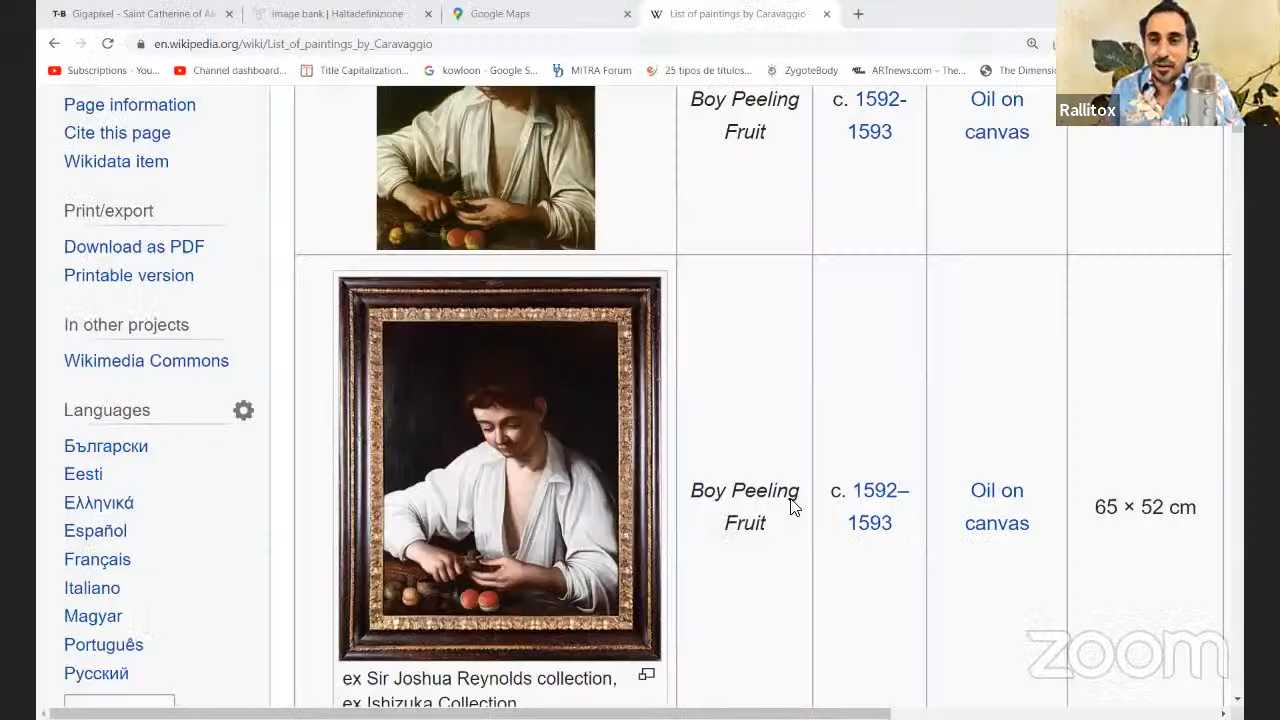 Gigapixel - Saint Catherine of Al
Image bank | Haltadefinizione
Google Maps
List of paintings by Caravaggio -
en.wikipedia.org/wiki/List_of_paintings_by_Caravaggio
Subscriptions - You...
Channel dashboard...
Title Capitalization...
kowloon - Google S...
MITRA Forum
25 tipos de títulos...
ZygoteBody
ARTnews.com – The...
The Dimensio
Rallitox
Page information
Cite this page
Wikidata item
Print/export
Download as PDF
Printable version
In other projects
Wikimedia Commons
Languages
Български
Eesti
Ελληνικά
Español
Français
Italiano
Magyar
Português
Русский
Boy Peeling
Fruit
c. 1592-
1593
Oil on
canvas
Boy Peeling
Fruit
c. 1592–
1593
Oil on
canvas
65 × 52 cm
ex Sir Joshua Reynolds collection,
ex Ishizuka Collection
zoom